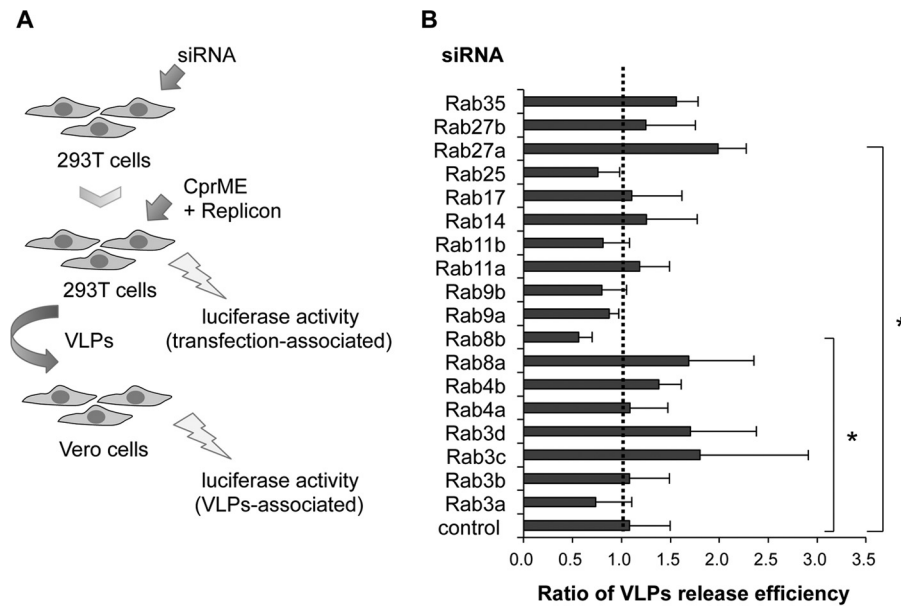 A
siRNA
293T cells
CprME
+ Replicon
293T cells
luciferase activity
(transfection-associated)
VLPs
Vero cells
luciferase activity
(VLPs-associated)
B
siRNA
Rab35
Rab27b
Rab27a
Rab25
Rab17
Rab14
Rab11b
Rab11a
Rab9b
Rab9a
Rab8b
Rab8a
Rab4b
Rab4a
Rab3d
Rab3c
Rab3b
Rab3a
control
*
*
0.0 0.5 1.0 1.5 2.0 2.5 3.0 3.5
Ratio of VLPs release efficiency